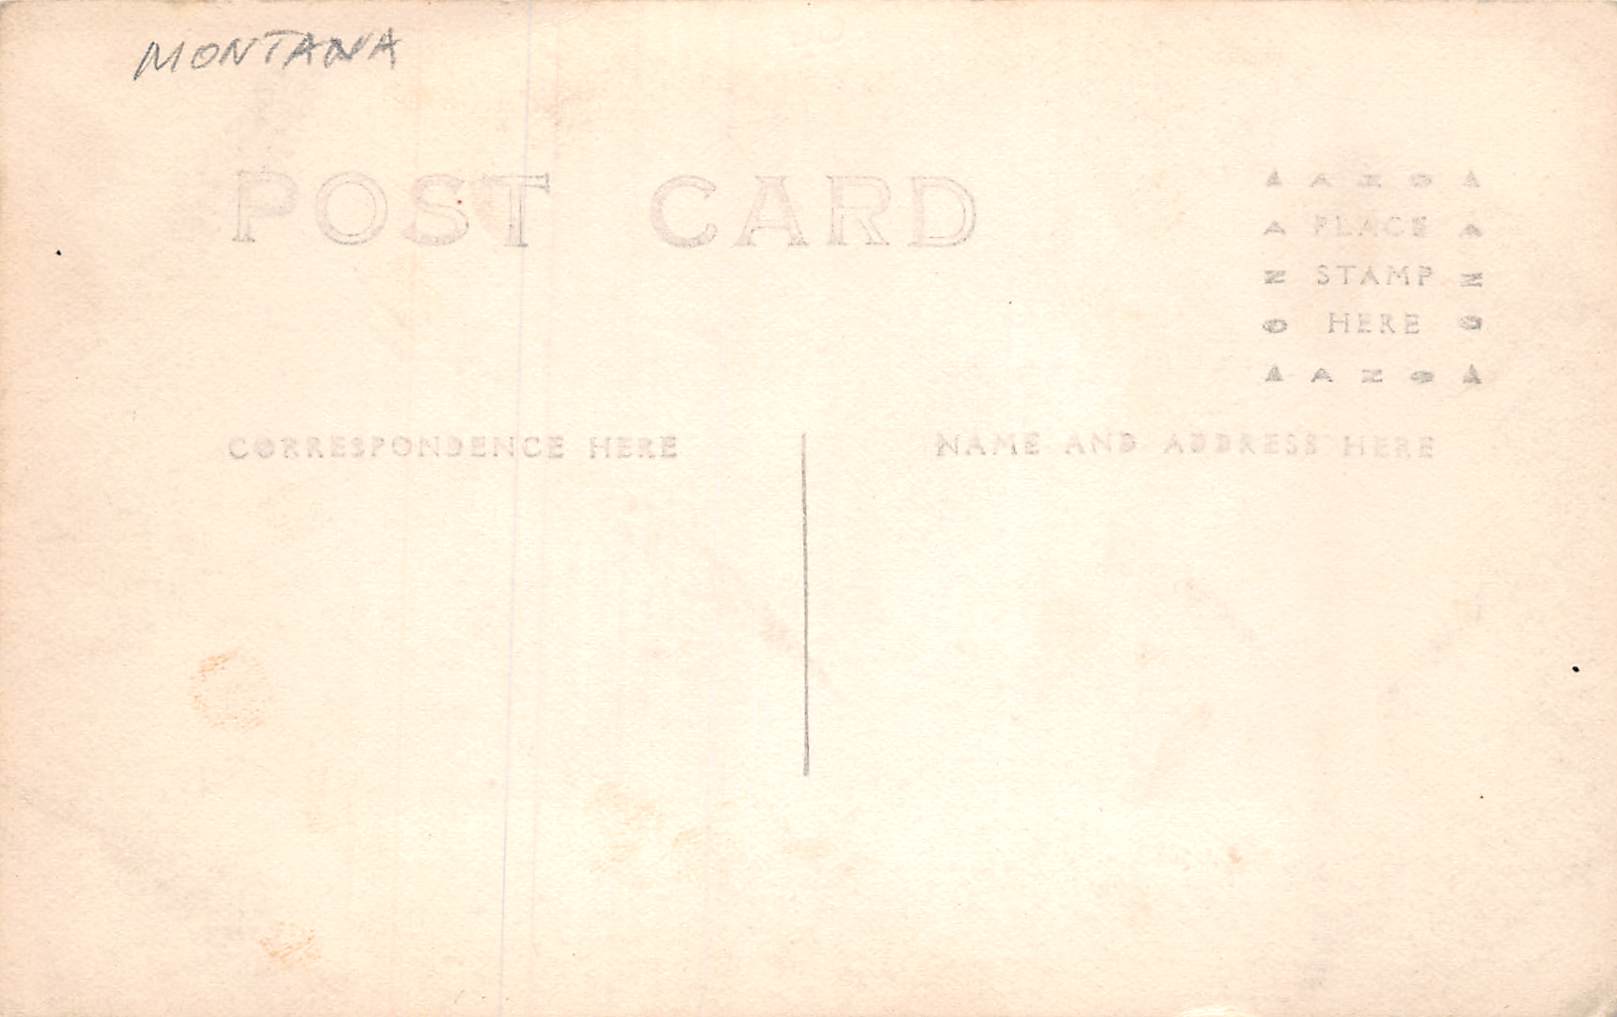 MONTANA
POST CARD
▲ A Z O ▲
A PLACE A
N STAMP N
O HERE O
▲ A Z O ▲
CORRESPONDENCE HERE
NAME AND ADDRESS HERE